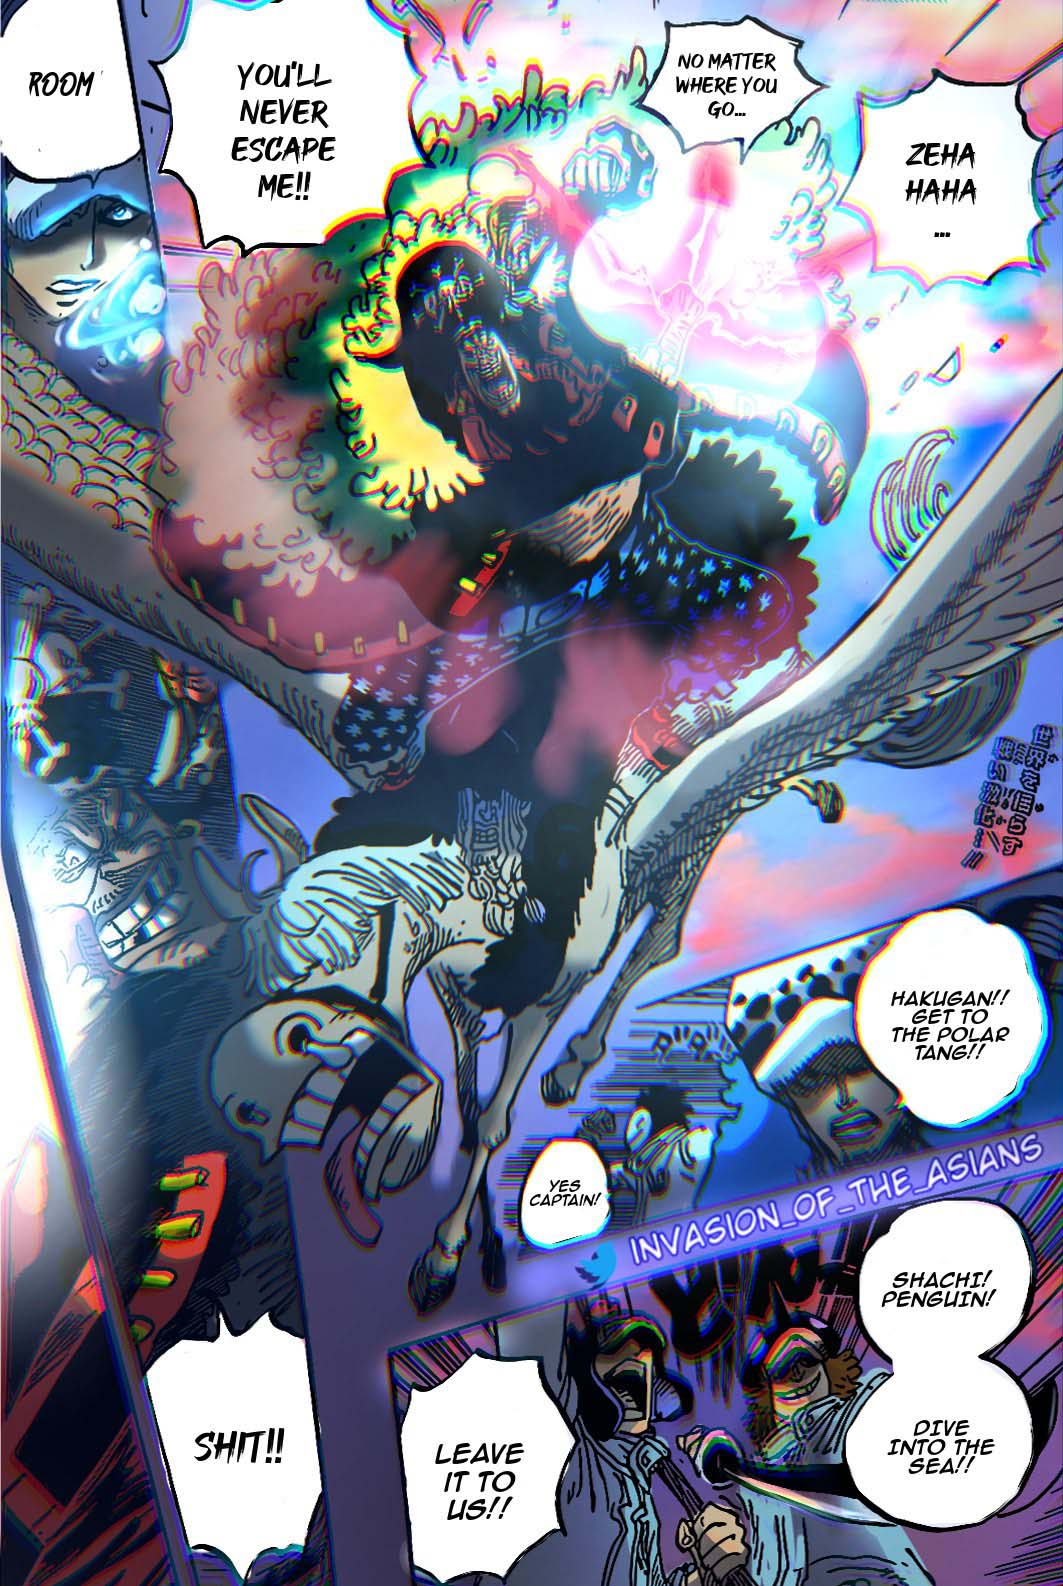 ZEHA
HAHA
...
NO MATTER
WHERE YOU
GO...
YOU'LL
NEVER
ESCAPE
ME!!
ROOM
HAKUGAN!!
GET TO
THE POLAR
TANG!!
YES
CAPTAIN!
INVASION_OF_THE_ASIANS
SHACHI!
PENGUIN!
DIVE
INTO THE
SEA!!
LEAVE
IT TO
US!!
SHIT!!